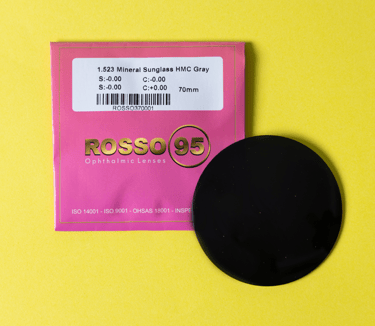 1.523 Mineral Sunglass HMC Gray
S:-0.00 C:-0.00
S:-0.00 C:+0.00 70mm
ROSSO370001
ROSSO 95
Ophthalmic Lenses
ISO 14001 - ISO 9001 - OHSAS 18001 -